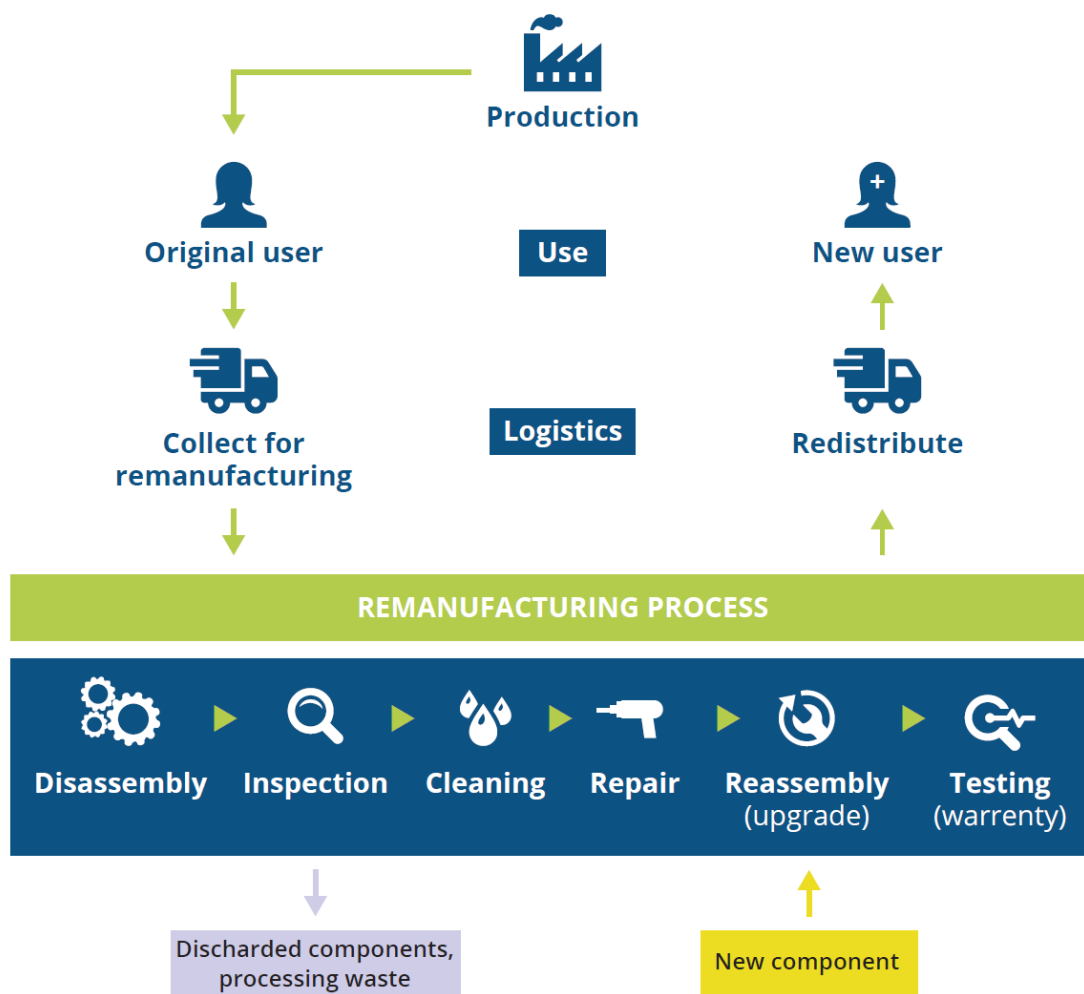 Production
Original user
Use
New user
Collect for
remanufacturing
Logistics
Redistribute
REMANUFACTURING PROCESS
Disassembly
Inspection
Cleaning
Repair
Reassembly
(upgrade)
Testing
(warrenty)
Discharded components,
processing waste
New component